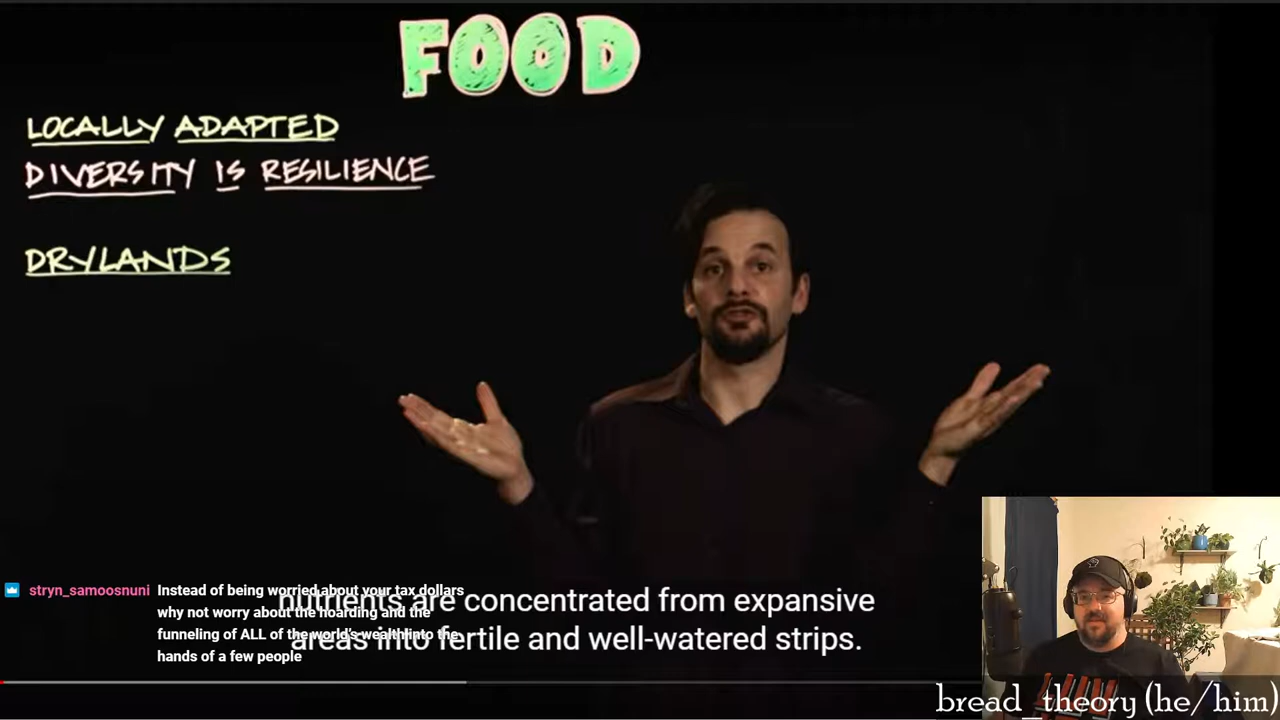 FOOD
LOCALLY ADAPTED
DIVERSITY IS RESILIENCE
DRYLANDS
stryn_samoosnuni Instead of being worried about your tax dollars
why not worry about the hoarding and the
funneling of ALL of the world's wealth into the
hands of a few people
nutrients are concentrated from expansive
areas into fertile and well-watered strips.
bread_theory (he/him)